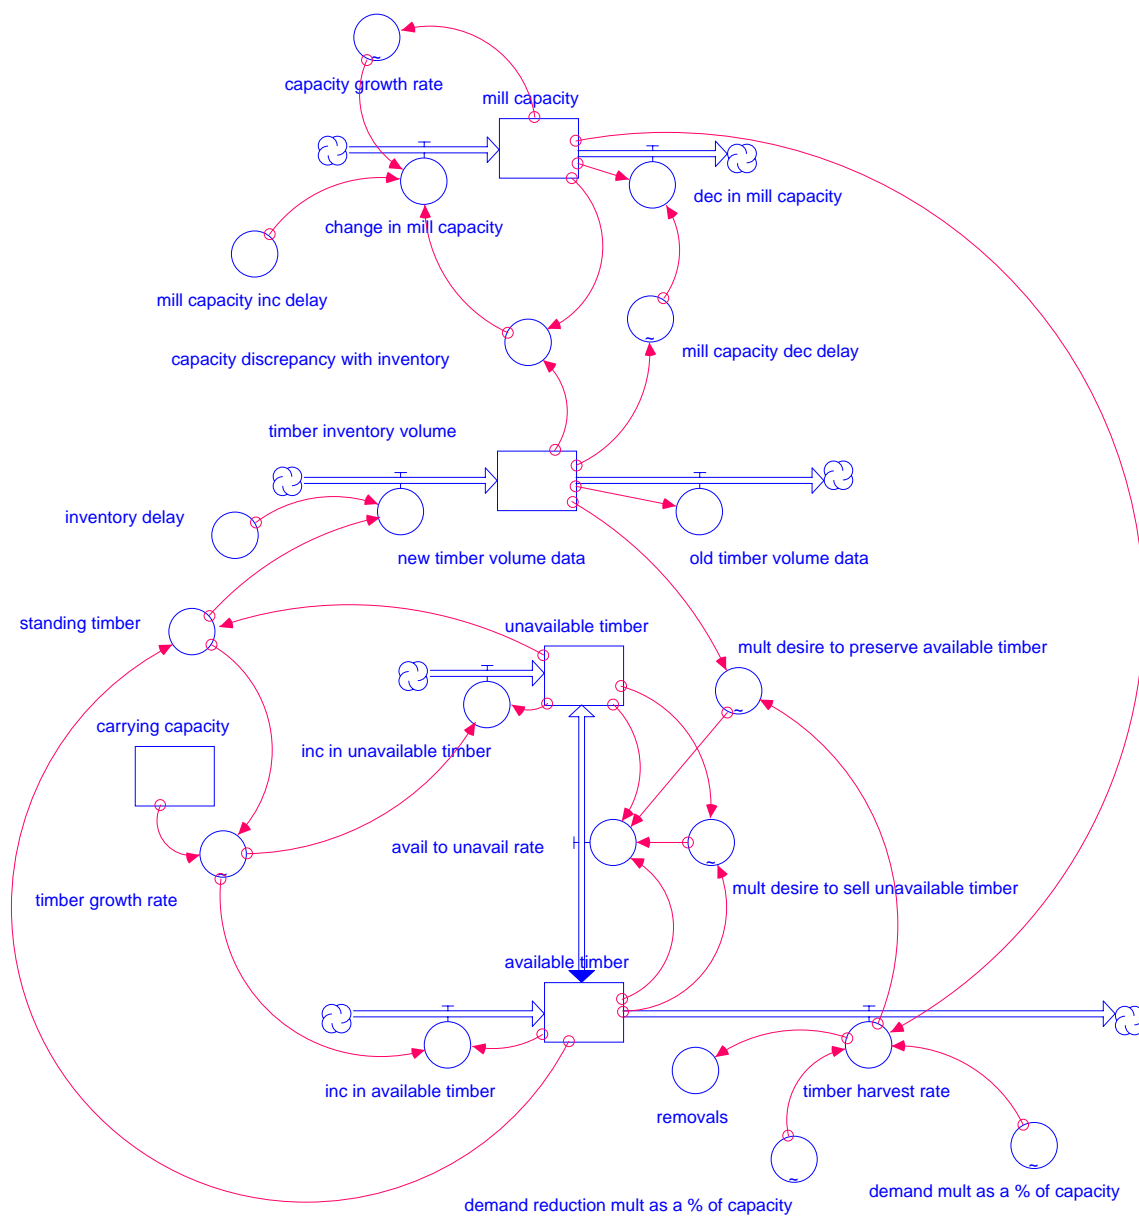 capacity growth rate
mill capacity
dec in mill capacity
change in mill capacity
mill capacity inc delay
capacity discrepancy with inventory
mill capacity dec delay
timber inventory volume
inventory delay
new timber volume data
old timber volume data
standing timber
unavailable timber
mult desire to preserve available timber
carrying capacity
inc in unavailable timber
avail to unavail rate
mult desire to sell unavailable timber
timber growth rate
available timber
inc in available timber
timber harvest rate
removals
demand mult as a % of capacity
demand reduction mult as a % of capacity